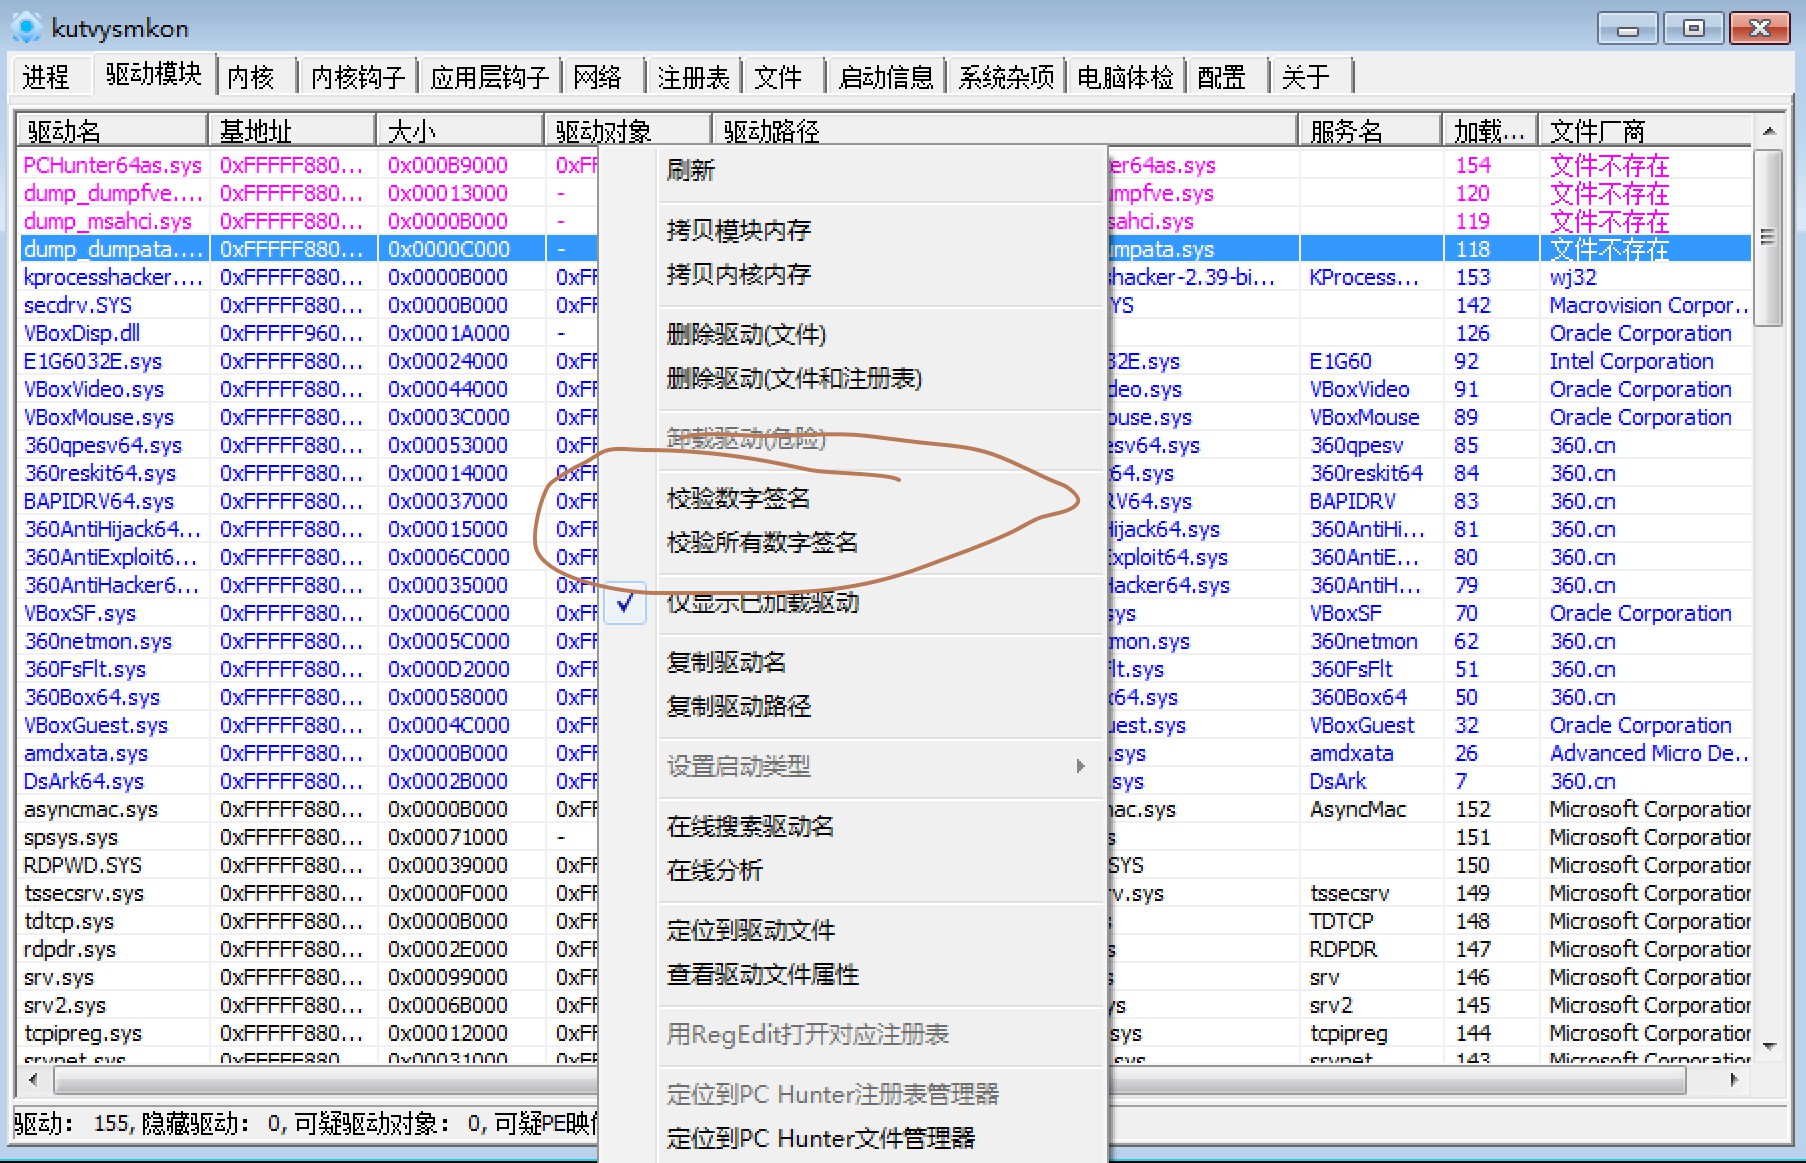 kutvysmkon
进程 驱动模块 内核 内核钩子 应用层钩子 网络 注册表 文件 启动信息 系统杂项 电脑体检 配置 关于
驱动名 基地址 大小 驱动对象 驱动路径 服务名 加载... 文件厂商
PCHunter64as.sys 0xFFFFF880... 0x000B9000 0xFF er64as.sys 154 文件不存在
dump_dumpfve.... 0xFFFFF880... 0x00013000 - mpfve.sys 120 文件不存在
dump_msahci.sys 0xFFFFF880... 0x0000B000 - sahci.sys 119 文件不存在
dump_dumpata.... 0xFFFFF880... 0x0000C000 - mpata.sys 118 文件不存在
kprocesshacker.... 0xFFFFF880... 0x0000B000 0xFF hacker-2.39-bi... KProcess... 153 wj32
secdrv.SYS 0xFFFFF880... 0x0000B000 0xFF YS 142 Macrovision Corpor...
VBoxDisp.dll 0xFFFFF960... 0x0001A000 - 126 Oracle Corporation
E1G6032E.sys 0xFFFFF880... 0x00024000 0xFF 32E.sys E1G60 92 Intel Corporation
VBoxVideo.sys 0xFFFFF880... 0x00044000 0xFF deo.sys VBoxVideo 91 Oracle Corporation
VBoxMouse.sys 0xFFFFF880... 0x0003C000 0xFF ouse.sys VBoxMouse 89 Oracle Corporation
360qpesv64.sys 0xFFFFF880... 0x00053000 0xFF sv64.sys 360qpesv 85 360.cn
360reskit64.sys 0xFFFFF880... 0x00014000 0xFF 64.sys 360reskit64 84 360.cn
BAPIDRV64.sys 0xFFFFF880... 0x00037000 0xFF RV64.sys BAPIDRV 83 360.cn
360AntiHijack64... 0xFFFFF880... 0x00015000 0xFF Hijack64.sys 360AntiHi... 81 360.cn
360AntiExploit6... 0xFFFFF880... 0x0006C000 0xFF xploit64.sys 360AntiE... 80 360.cn
360AntiHacker6... 0xFFFFF880... 0x00035000 0xFF Hacker64.sys 360AntiH... 79 360.cn
VBoxSF.sys 0xFFFFF880... 0x0006C000 0xFF sys VBoxSF 70 Oracle Corporation
360netmon.sys 0xFFFFF880... 0x0005C000 0xFF mon.sys 360netmon 62 360.cn
360FsFlt.sys 0xFFFFF880... 0x000D2000 0xFF lt.sys 360FsFlt 51 360.cn
360Box64.sys 0xFFFFF880... 0x00058000 0xFF 64.sys 360Box64 50 360.cn
VBoxGuest.sys 0xFFFFF880... 0x0004C000 0xFF uest.sys VBoxGuest 32 Oracle Corporation
amdxata.sys 0xFFFFF880... 0x0000B000 0xFF .sys amdxata 26 Advanced Micro De...
DsArk64.sys 0xFFFFF880... 0x0002B000 0xFF sys DsArk 7 360.cn
asyncmac.sys 0xFFFFF880... 0x0000B000 0xFF ac.sys AsyncMac 152 Microsoft Corporation
spsys.sys 0xFFFFF880... 0x00071000 - s 151 Microsoft Corporation
RDPWD.SYS 0xFFFFF880... 0x00039000 0xFF SYS 150 Microsoft Corporation
tssecsrv.sys 0xFFFFF880... 0x0000F000 0xFF v.sys tssecsrv 149 Microsoft Corporation
tdtcp.sys 0xFFFFF880... 0x0000B000 0xFF TDTCP 148 Microsoft Corporation
rdpdr.sys 0xFFFFF880... 0x0002E000 0xFF s RDPDR 147 Microsoft Corporation
srv.sys 0xFFFFF880... 0x00099000 0xFF srv 146 Microsoft Corporation
srv2.sys 0xFFFFF880... 0x0006B000 0xFF ys srv2 145 Microsoft Corporation
tcpipreg.sys 0xFFFFF880... 0x00012000 0xFF sys tcpipreg 144 Microsoft Corporation
srvnet.sys 0xFFFFF880... 0x00031000 0xFF sys srvnet 143 Microsoft Corporation
驱动： 155, 隐藏驱动： 0, 可疑驱动对象： 0, 可疑PE映
刷新
拷贝模块内存
拷贝内核内存
删除驱动(文件)
删除驱动(文件和注册表)
卸载驱动(危险)
校验数字签名
校验所有数字签名
仅显示已加载驱动
复制驱动名
复制驱动路径
设置启动类型
在线搜索驱动名
在线分析
定位到驱动文件
查看驱动文件属性
用RegEdit打开对应注册表
定位到PC Hunter注册表管理器
定位到PC Hunter文件管理器